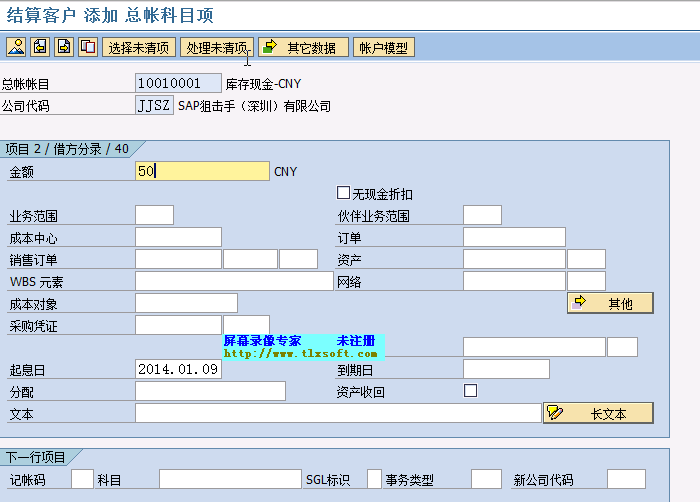 结算客户 添加 总帐科目项
选择未清项 处理未清项 其它数据 帐户模型
总帐帐目 10010001 库存现金-CNY
公司代码 JJSZ SAP狙击手（深圳）有限公司
项目 2 / 借方分录 / 40
金额 50 CNY
无现金折扣
业务范围 伙伴业务范围
成本中心 订单
销售订单 资产
WBS 元素 网络
成本对象 其他
采购凭证
屏幕录像专家 未注册
http://www.tlxsoft.com
起息日 2014.01.09 到期日
分配 资产收回
文本 长文本
下一行项目
记帐码 科目 SGL标识 事务类型 新公司代码